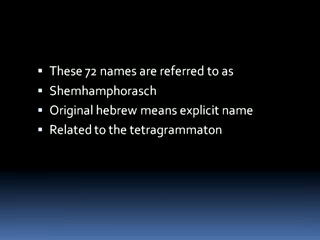 These 72 names are referred to as
Shemhamphorasch
Original hebrew means explicit name
Related to the tetragrammaton